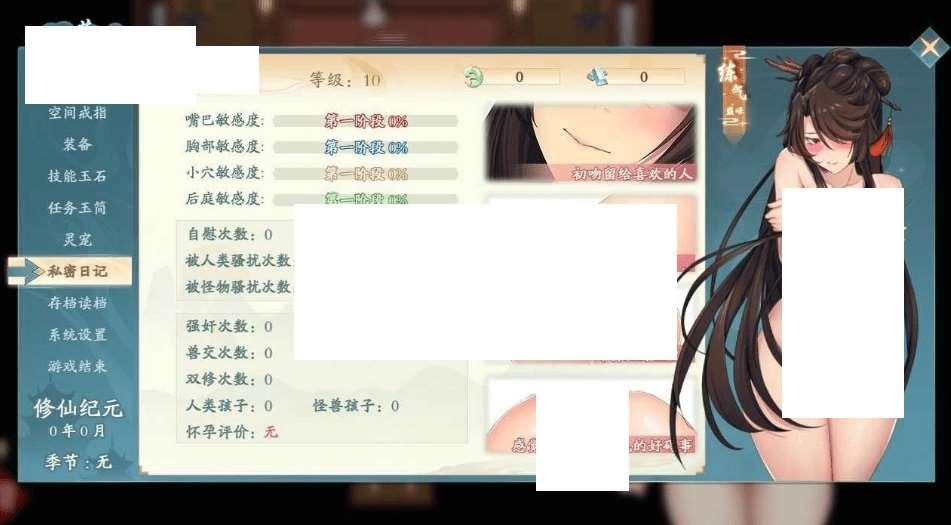 等级：10
0
0
空间戒指
装备
技能玉石
任务玉简
灵宠
私密日记
存档读档
系统设置
游戏结束
修仙纪元
0年0月
季节：无
嘴巴敏感度：
第一阶段 0%
胸部敏感度：
第一阶段 0%
小穴敏感度：
第一阶段 0%
后庭敏感度：
第一阶段 0%
自慰次数：0
被人类骚扰次数
被怪物骚扰次数
强奸次数：0
兽交次数：0
双修次数：0
人类孩子：0
怪兽孩子：0
怀孕评价：无
初吻留给喜欢的人
的好
事
练气